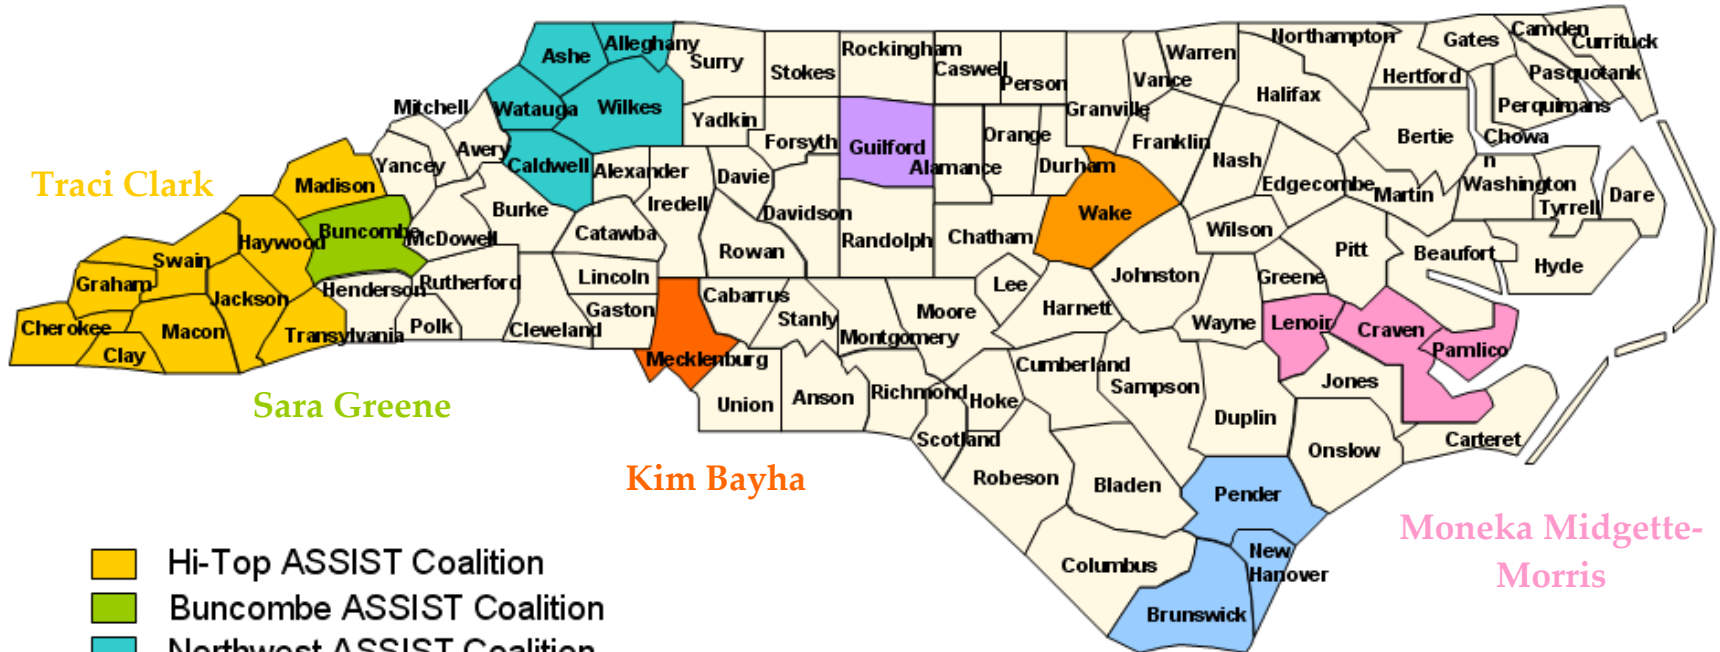 Ashe
Alleghany
Surry
Stokes
Rockingham
Caswell
Person
Granville
Vance
Warren
Northampton
Halifax
Hertford
Gates
Camden
Currituck
Pasquotank
Perquimans
Chowa
n
Bertie
Mitchell
Watauga
Wilkes
Yadkin
Forsyth
Guilford
Alamance
Orange
Durham
Franklin
Nash
Edgecombe
Martin
Washington
Tyrrell
Dare
Traci Clark
Madison
Yancey
Avery
Caldwell
Alexander
Davie
Iredell
Burke
Davidson
Wake
Wilson
Pitt
Beaufort
Hyde
Haywood
Buncombe
McDowell
Catawba
Rowan
Randolph
Chatham
Swain
Graham
Jackson
Henderson
Rutherford
Lincoln
Gaston
Cabarrus
Stanly
Moore
Montgomery
Lee
Harnett
Johnston
Greene
Wayne
Lenoir
Craven
Pamlico
Cherokee
Macon
Clay
Transylvania
Polk
Cleveland
Mecklenburg
Union
Anson
Richmond
Hoke
Cumberland
Sampson
Jones
Duplin
Scotland
Onslow
Carteret
Sara Greene
Kim Bayha
Robeson
Bladen
Pender
Moneka Midgette-
Morris
Columbus
New
Hanover
Brunswick
Hi-Top ASSIST Coalition
Buncombe ASSIST Coalition
Northwest ASSIST Coalition